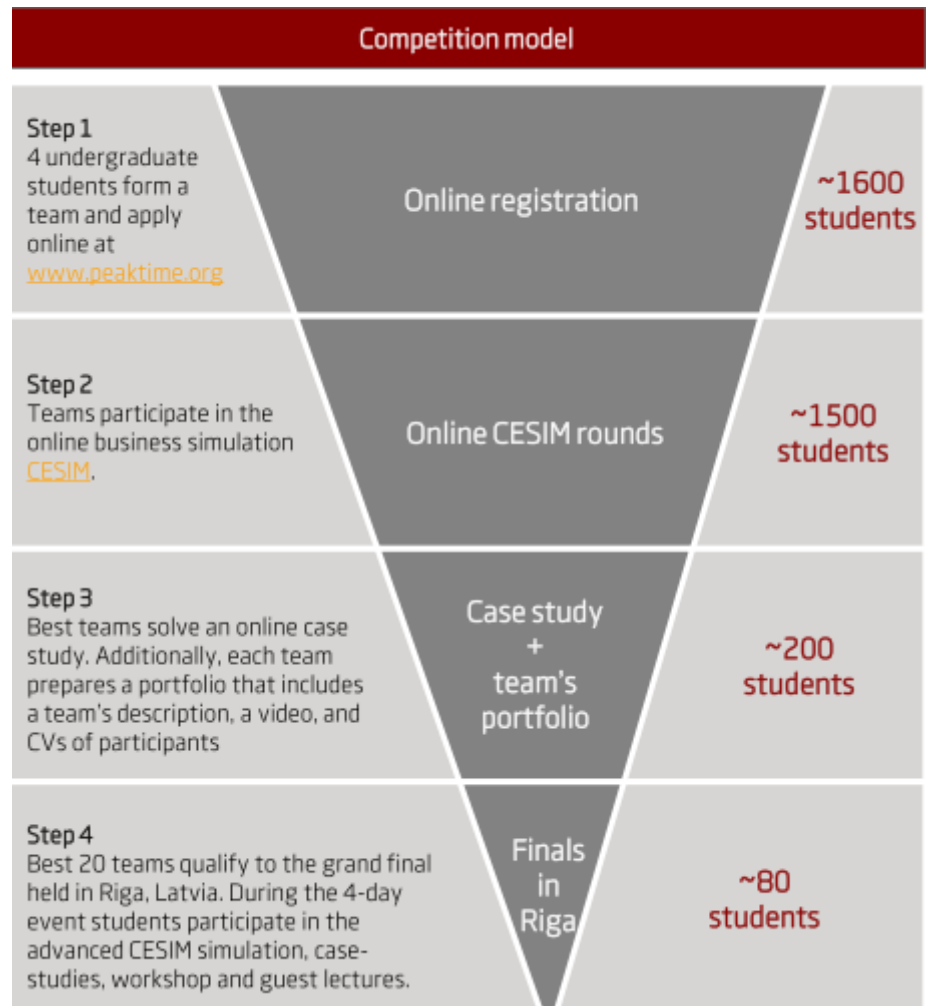 Competition model
Step 1
4 undergraduate
students form a
team and apply
online at
www.peaktime.org
Online registration
~1600
students
Step 2
Teams participate in the
online business simulation
CESIM.
Online CESIM rounds
~1500
students
Step 3
Best teams solve an online case
study. Additionally, each team
prepares a portfolio that includes
a team's description, a video, and
CVs of participants
Case study
+
team's
portfolio
~200
students
Step 4
Best 20 teams qualify to the grand final
held in Riga, Latvia. During the 4-day
event students participate in the
advanced CESIM simulation, case-
studies, workshop and guest lectures.
Finals
in
Riga
~80
students